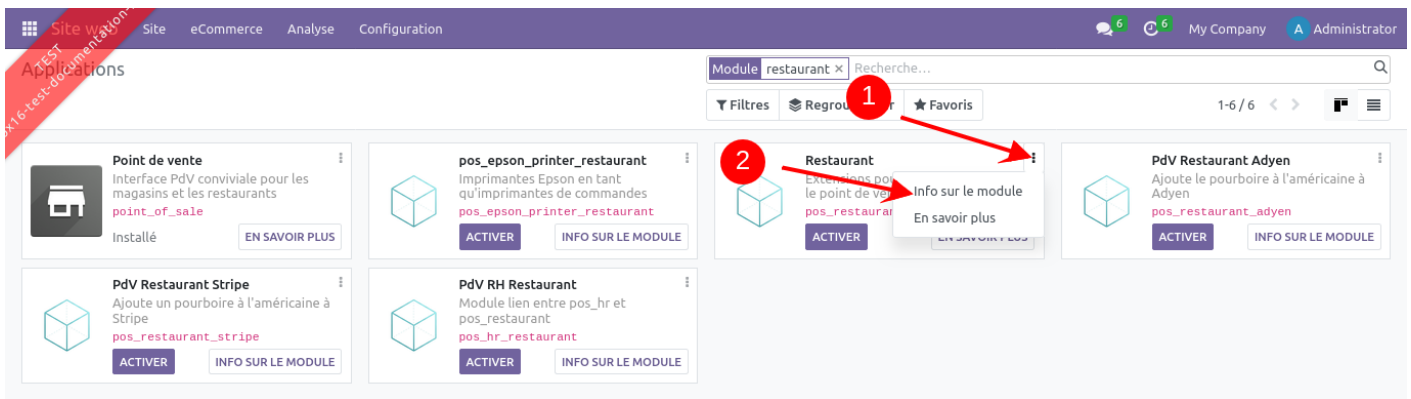 Site web Site eCommerce Analyse Configuration 6 6 My Company A Administrator
TEST
Applications
Module restaurant × Recherche...
Filtres Favoris
1-6 / 6
1
2
Point de vente
Interface PdV conviviale pour les
magasins et les restaurants
point_of_sale
Installé EN SAVOIR PLUS
pos_epson_printer_restaurant
Imprimantes Epson en tant
qu'imprimantes de commandes
pos_epson_printer_restaurant
ACTIVER INFO SUR LE MODULE
Restaurant
Extensions pou
le point de ve
pos_restauran
ACTIVER EN SAVOIR PLUS
Info sur le module
En savoir plus
PdV Restaurant Adyen
Ajoute le pourboire à l'américaine à
Adyen
pos_restaurant_adyen
ACTIVER INFO SUR LE MODULE
PdV Restaurant Stripe
Ajoute un pourboire à l'américaine à
Stripe
pos_restaurant_stripe
ACTIVER INFO SUR LE MODULE
PdV RH Restaurant
Module lien entre pos_hr et
pos_restaurant
pos_hr_restaurant
ACTIVER INFO SUR LE MODULE